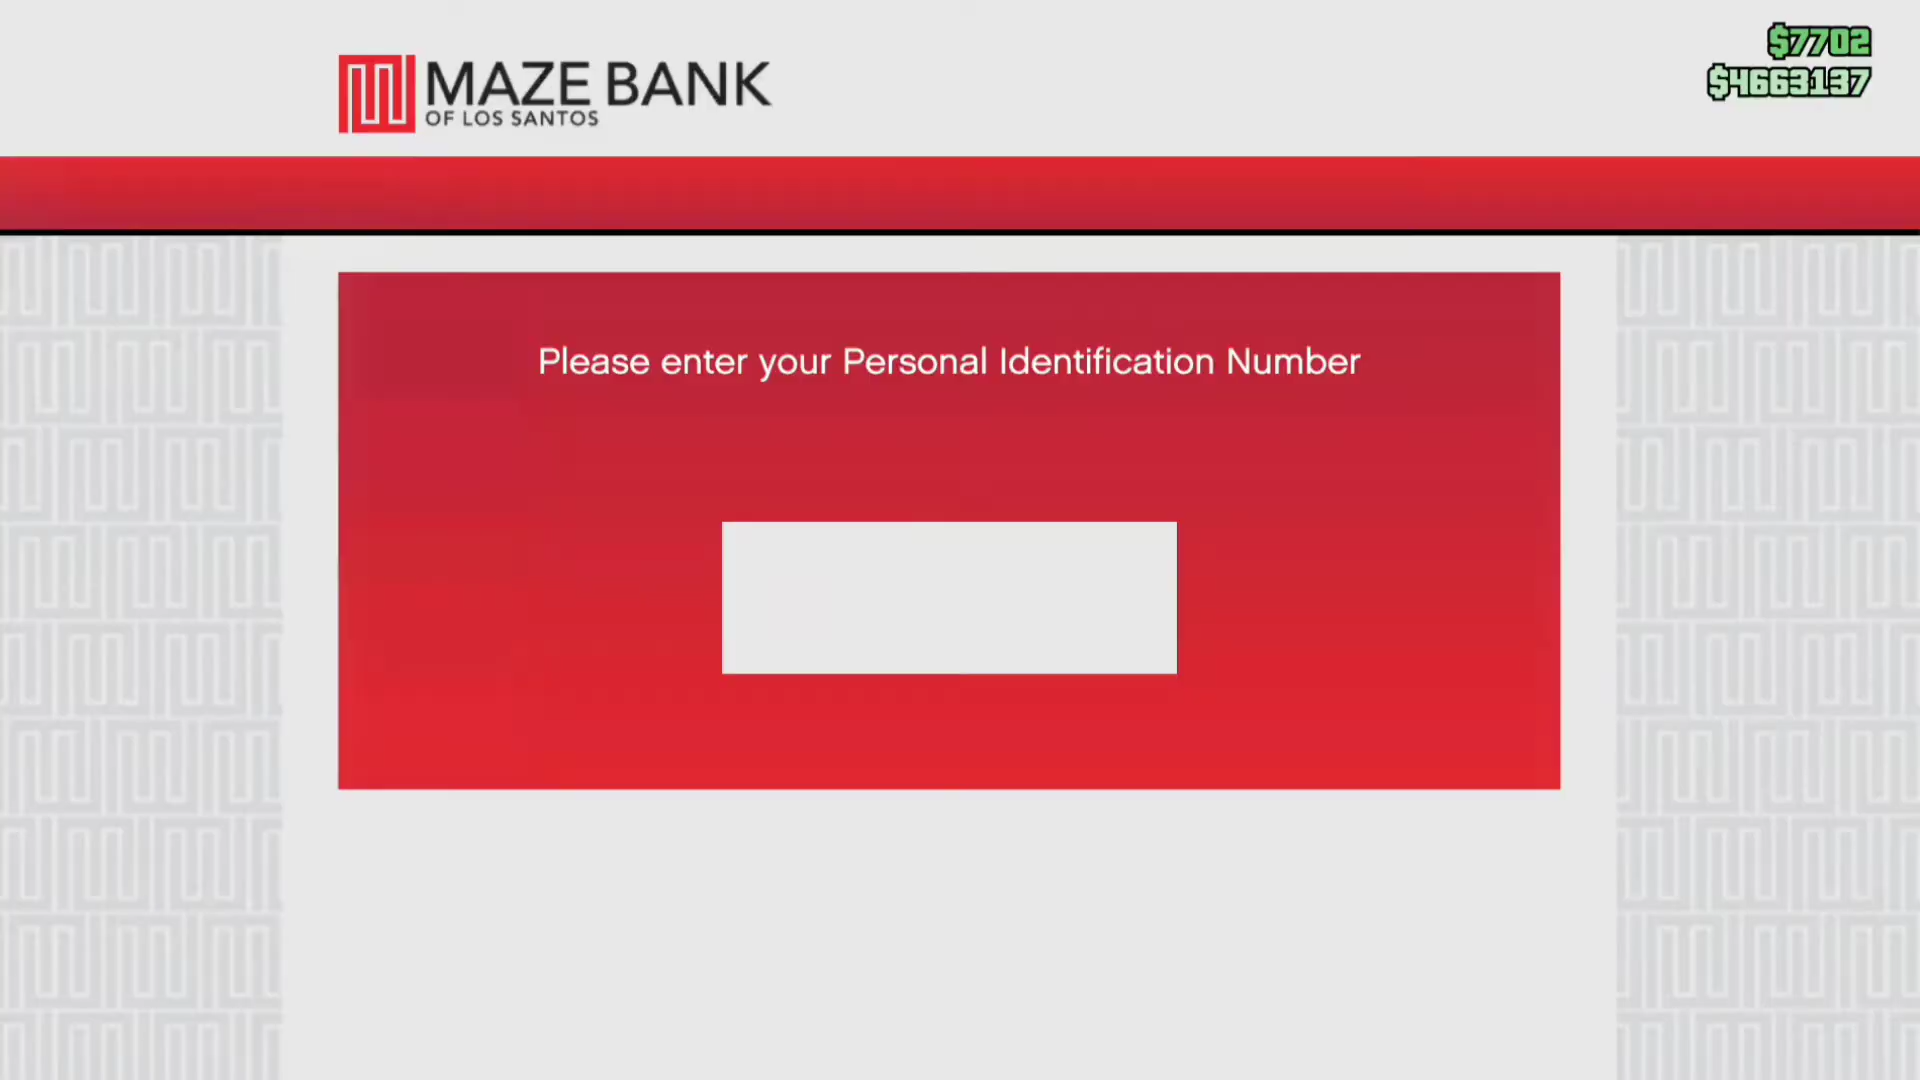 MAZE BANK
OF LOS SANTOS
$7702
$4663137
Please enter your Personal Identification Number